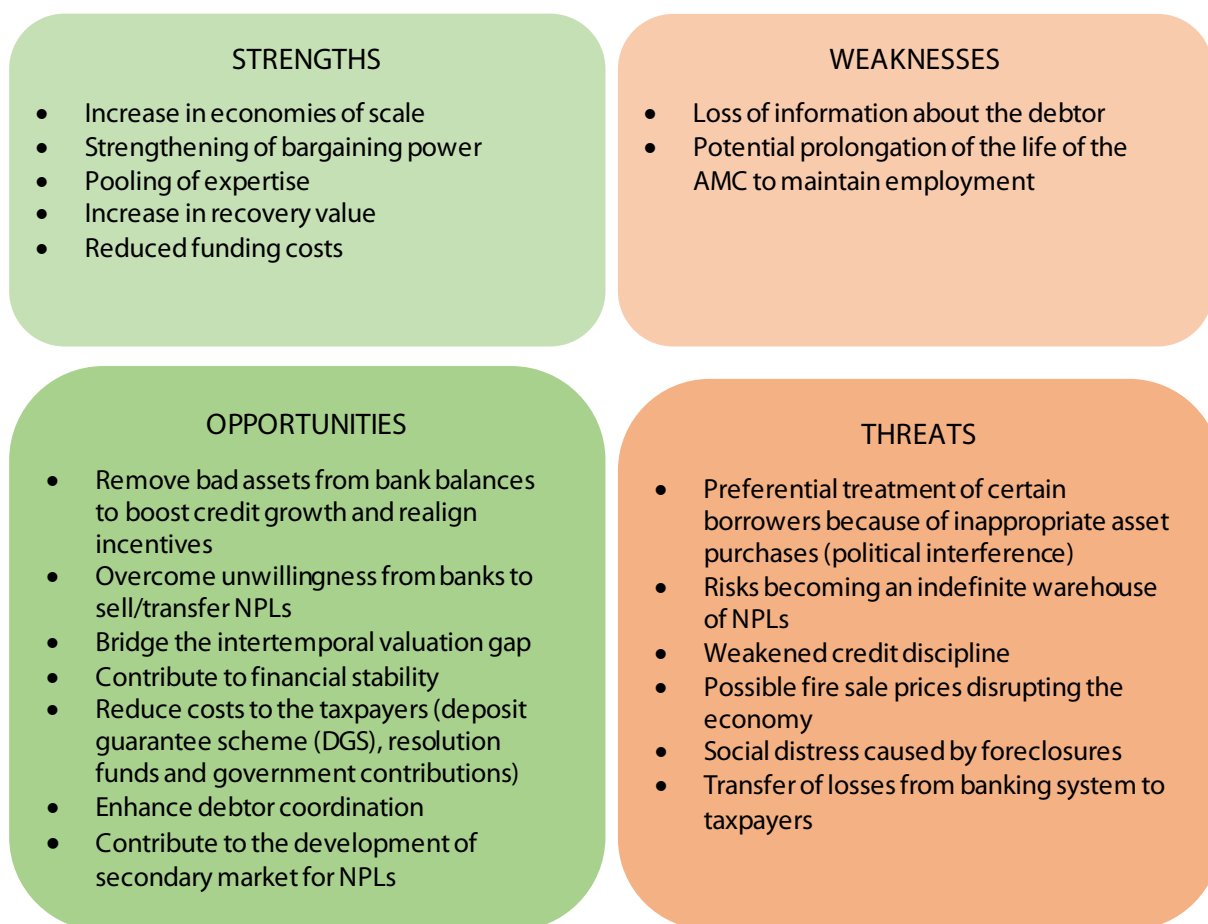 STRENGTHS
• Increase in economies of scale
• Strengthening of bargaining power
• Pooling of expertise
• Increase in recovery value
• Reduced funding costs
WEAKNESSES
• Loss of information about the debtor
• Potential prolongation of the life of the
AMC to maintain employment
OPPORTUNITIES
• Remove bad assets from bank balances
to boost credit growth and realign
incentives
• Overcome unwillingness from banks to
sell/transfer NPLs
• Bridge the intertemporal valuation gap
• Contribute to financial stability
• Reduce costs to the taxpayers (deposit
guarantee scheme (DGS), resolution
funds and government contributions)
• Enhance debtor coordination
• Contribute to the development of
secondary market for NPLs
THREATS
• Preferential treatment of certain
borrowers because of inappropriate asset
purchases (political interference)
• Risks becoming an indefinite warehouse
of NPLs
• Weakened credit discipline
• Possible fire sale prices disrupting the
economy
• Social distress caused by foreclosures
• Transfer of losses from banking system to
taxpayers